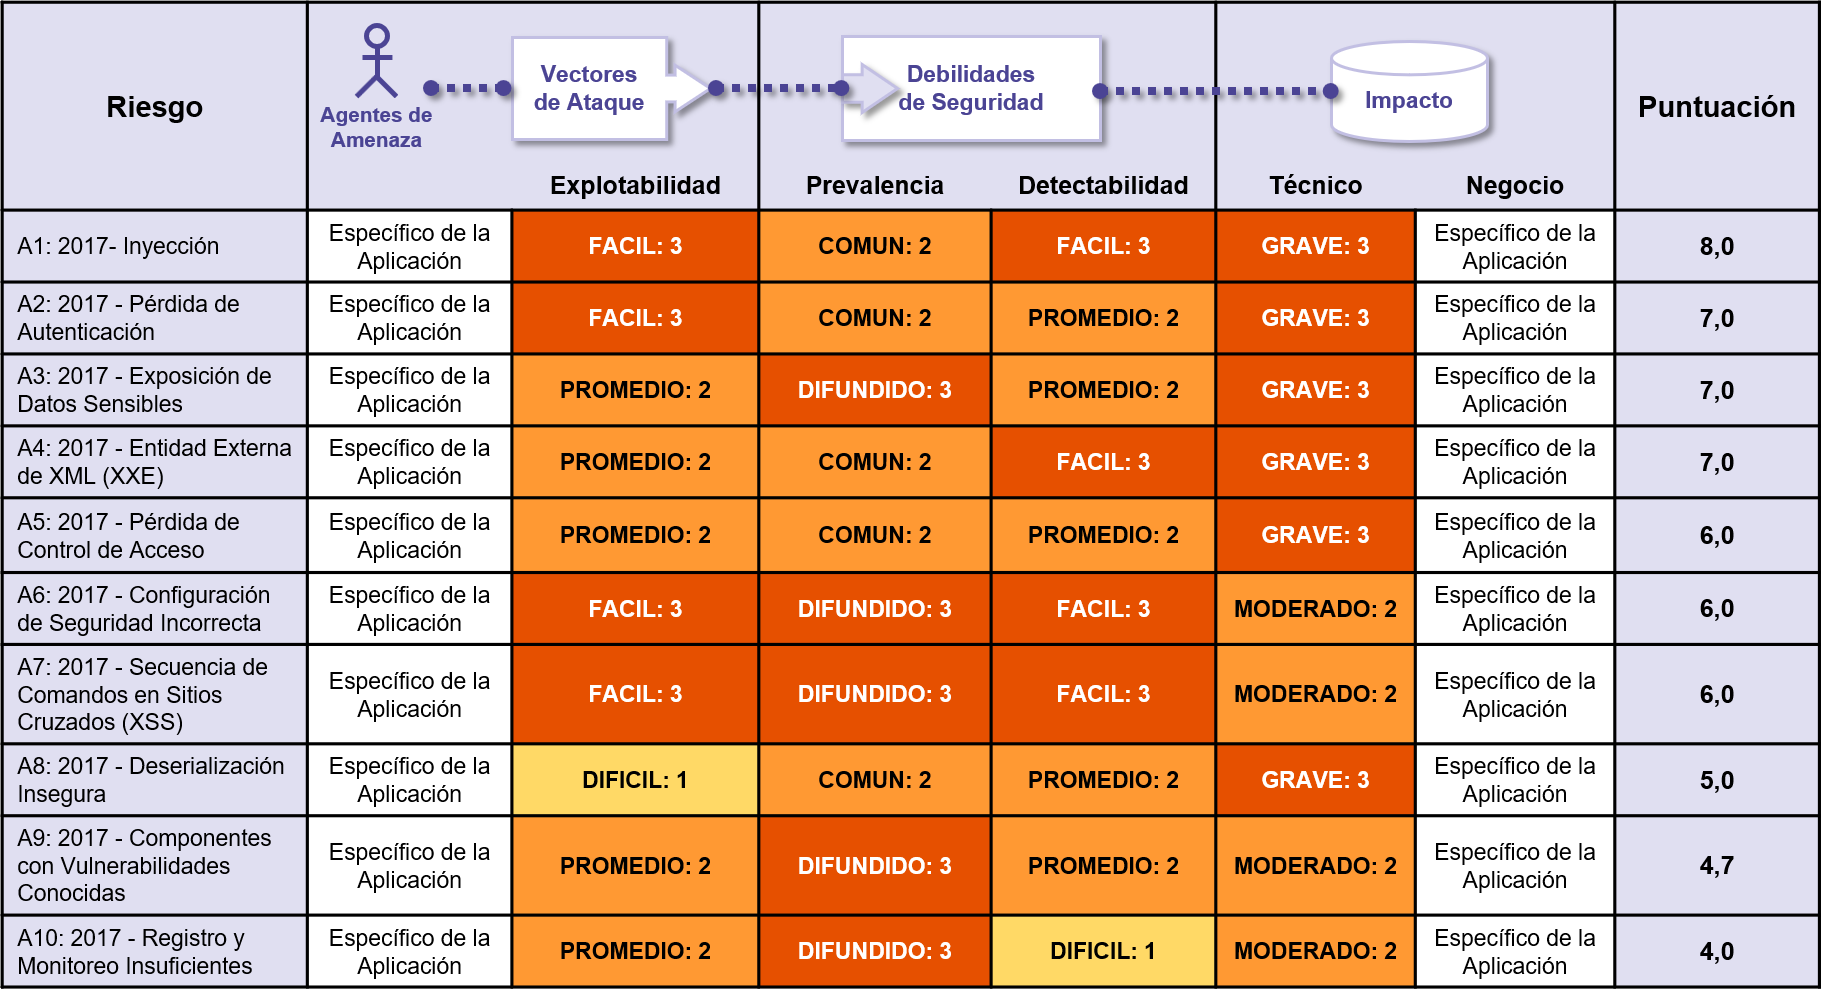 Riesgo
Agentes de
Amenaza
Vectores
de Ataque
Debilidades
de Seguridad
Impacto
Puntuación
Explotabilidad
Prevalencia
Detectabilidad
Técnico
Negocio
A1: 2017- Inyección
Específico de la
Aplicación
FACIL: 3
COMUN: 2
FACIL: 3
GRAVE: 3
Específico de la
Aplicación
8,0
A2: 2017 - Pérdida de
Autenticación
Específico de la
Aplicación
FACIL: 3
COMUN: 2
PROMEDIO: 2
GRAVE: 3
Específico de la
Aplicación
7,0
A3: 2017 - Exposición de
Datos Sensibles
Específico de la
Aplicación
PROMEDIO: 2
DIFUNDIDO: 3
PROMEDIO: 2
GRAVE: 3
Específico de la
Aplicación
7,0
A4: 2017 - Entidad Externa
de XML (XXE)
Específico de la
Aplicación
PROMEDIO: 2
COMUN: 2
FACIL: 3
GRAVE: 3
Específico de la
Aplicación
7,0
A5: 2017 - Pérdida de
Control de Acceso
Específico de la
Aplicación
PROMEDIO: 2
COMUN: 2
PROMEDIO: 2
GRAVE: 3
Específico de la
Aplicación
6,0
A6: 2017 - Configuración
de Seguridad Incorrecta
Específico de la
Aplicación
FACIL: 3
DIFUNDIDO: 3
FACIL: 3
MODERADO: 2
Específico de la
Aplicación
6,0
A7: 2017 - Secuencia de
Comandos en Sitios
Cruzados (XSS)
Específico de la
Aplicación
FACIL: 3
DIFUNDIDO: 3
FACIL: 3
MODERADO: 2
Específico de la
Aplicación
6,0
A8: 2017 - Deserialización
Insegura
Específico de la
Aplicación
DIFICIL: 1
COMUN: 2
PROMEDIO: 2
GRAVE: 3
Específico de la
Aplicación
5,0
A9: 2017 - Componentes
con Vulnerabilidades
Conocidas
Específico de la
Aplicación
PROMEDIO: 2
DIFUNDIDO: 3
PROMEDIO: 2
MODERADO: 2
Específico de la
Aplicación
4,7
A10: 2017 - Registro y
Monitoreo Insuficientes
Específico de la
Aplicación
PROMEDIO: 2
DIFUNDIDO: 3
DIFICIL: 1
MODERADO: 2
Específico de la
Aplicación
4,0